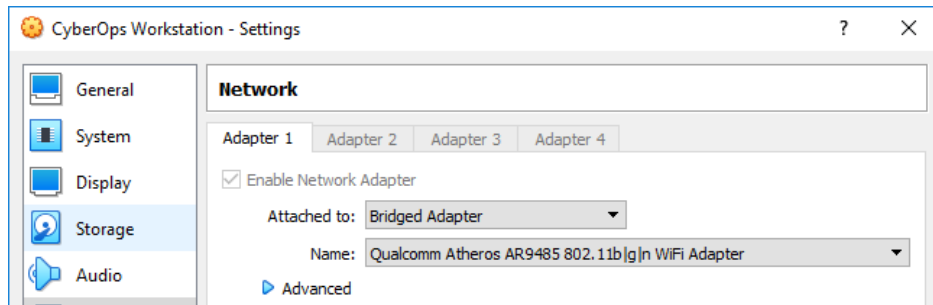 CyberOps Workstation - Settings ? ×
General
Network
System
Adapter 1 Adapter 2 Adapter 3 Adapter 4
Display
Enable Network Adapter
Attached to: Bridged Adapter
Storage
Name: Qualcomm Atheros AR9485 802.11b|g|n WiFi Adapter
Audio
Advanced